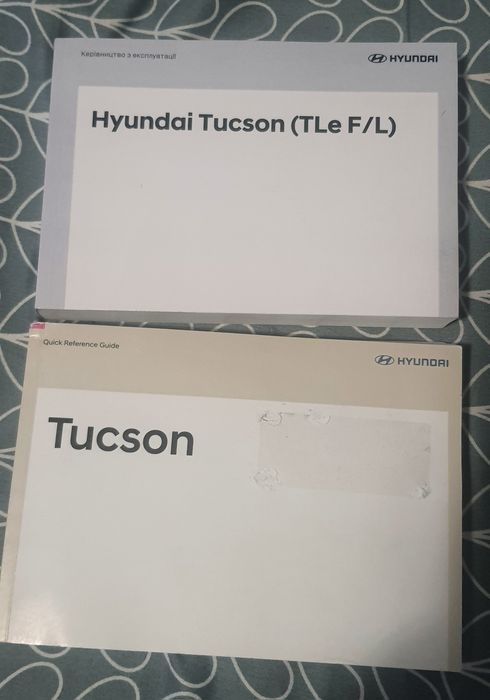 Керівництво з експлуатації
HYUNDAI
Hyundai Tucson (TLe F/L)
Quick Reference Guide
HYUNDAI
Tucson